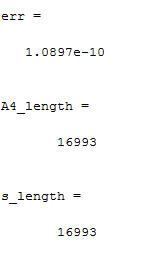 err =
1.0897e-10
A4_length =
16993
s_length =
16993